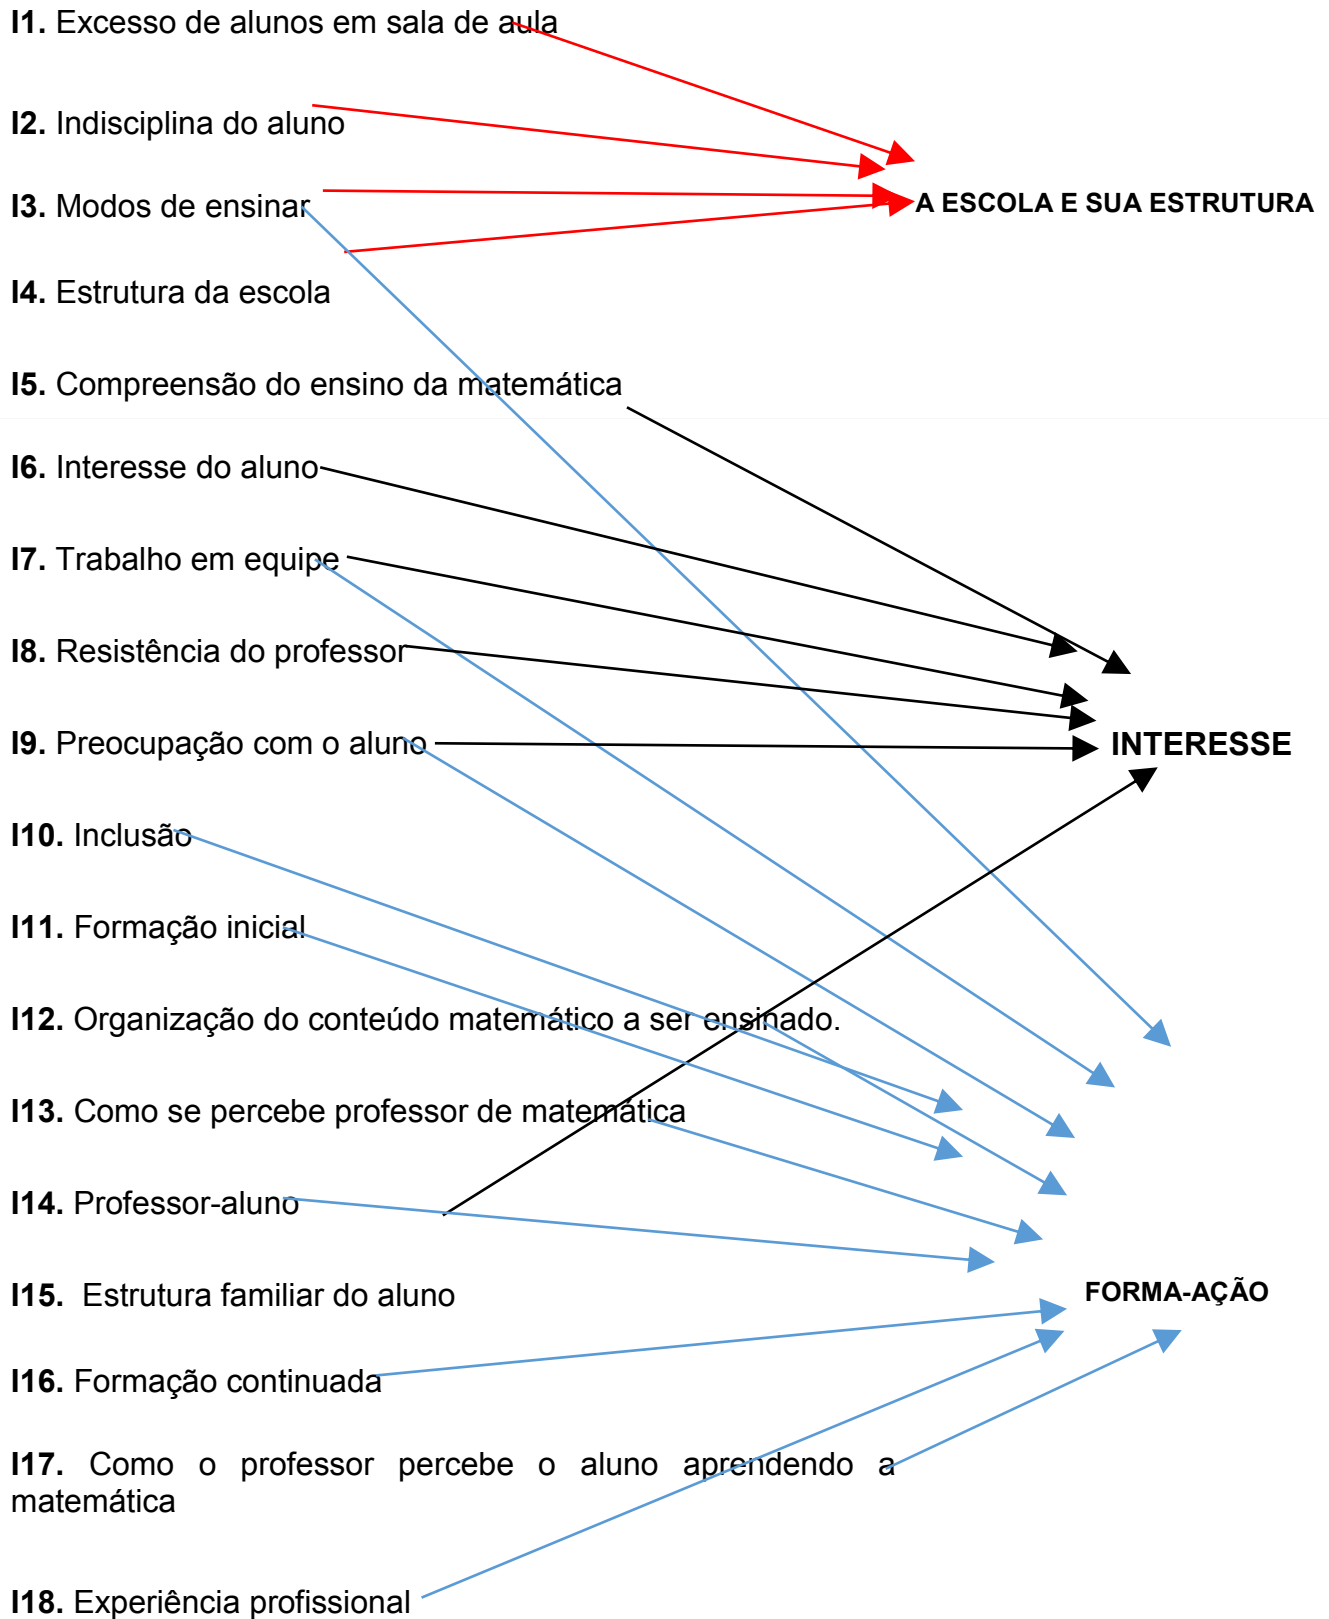 I1. Excesso de alunos em sala de aula
I2. Indisciplina do aluno
I3. Modos de ensinar
A ESCOLA E SUA ESTRUTURA
I4. Estrutura da escola
I5. Compreensão do ensino da matemática
I6. Interesse do aluno
I7. Trabalho em equipe
I8. Resistência do professor
I9. Preocupação com o aluno
INTERESSE
I10. Inclusão
I11. Formação inicial
I12. Organização do conteúdo matemático a ser ensinado.
I13. Como se percebe professor de matemática
I14. Professor-aluno
I15. Estrutura familiar do aluno
FORMA-AÇÃO
I16. Formação continuada
I17. Como o professor percebe o aluno aprendendo a
matemática
I18. Experiência profissional